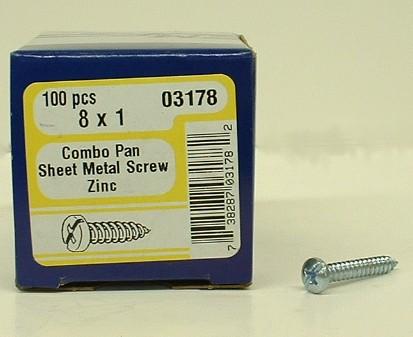 100 pcs 03178
8 x 1
Combo Pan
Sheet Metal Screw
Zinc
7 38287 03178 2